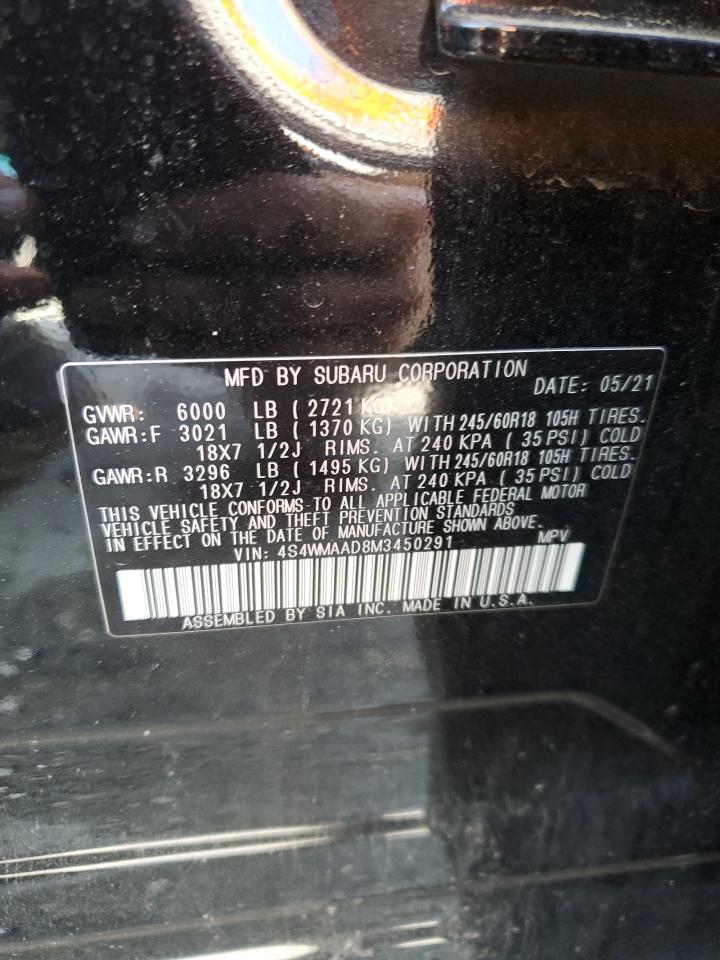 MFD BY SUBARU CORPORATION DATE: 05/21
GVWR: 6000 LB ( 2721 KG)
GAWR:F 3021 LB ( 1370 KG) WITH 245/60R18 105H TIRES.
18X7 1/2J RIMS. AT 240 KPA ( 35 PSI) COLD
GAWR:R 3296 LB ( 1495 KG) WITH 245/60R18 105H TIRES.
18X7 1/2J RIMS. AT 240 KPA ( 35 PSI) COLD
THIS VEHICLE CONFORMS TO ALL APPLICABLE FEDERAL MOTOR
VEHICLE SAFETY AND THEFT PREVENTION STANDARDS
IN EFFECT ON THE DATE OF MANUFACTURE SHOWN ABOVE.
VIN: 4S4WMAAD8M3450291 MPV
ASSEMBLED BY SIA INC. MADE IN U.S.A.